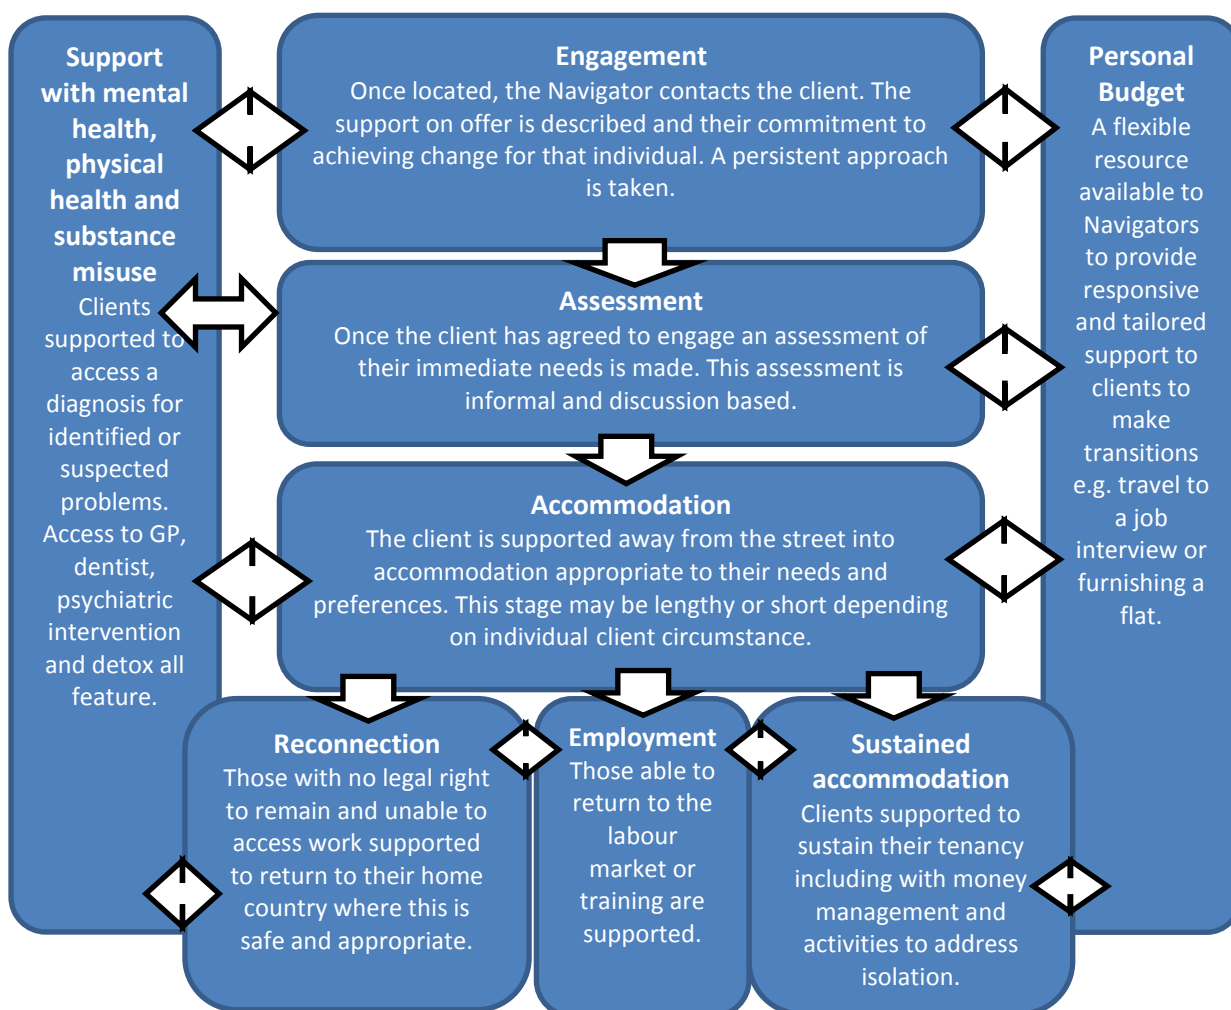 Support
with mental
health,
physical
health and
substance
misuse
Clients
supported to
access a
diagnosis for
identified or
suspected
problems.
Access to GP,
dentist,
psychiatric
intervention
and detox all
feature.
Engagement
Once located, the Navigator contacts the client. The
support on offer is described and their commitment to
achieving change for that individual. A persistent approach
is taken.
Assessment
Once the client has agreed to engage an assessment of
their immediate needs is made. This assessment is
informal and discussion based.
Accommodation
The client is supported away from the street into
accommodation appropriate to their needs and
preferences. This stage may be lengthy or short depending
on individual client circumstance.
Personal
Budget
A flexible
resource
available to
Navigators
to provide
responsive
and tailored
support to
clients to
make
transitions
e.g. travel to
a job
interview or
furnishing a
flat.
Reconnection
Those with no legal right
to remain and unable to
access work supported
to return to their home
country where this is
safe and appropriate.
Employment
Those able to
return to the
labour
market or
training are
supported.
Sustained
accommodation
Clients supported to
sustain their tenancy
including with money
management and
activities to address
isolation.